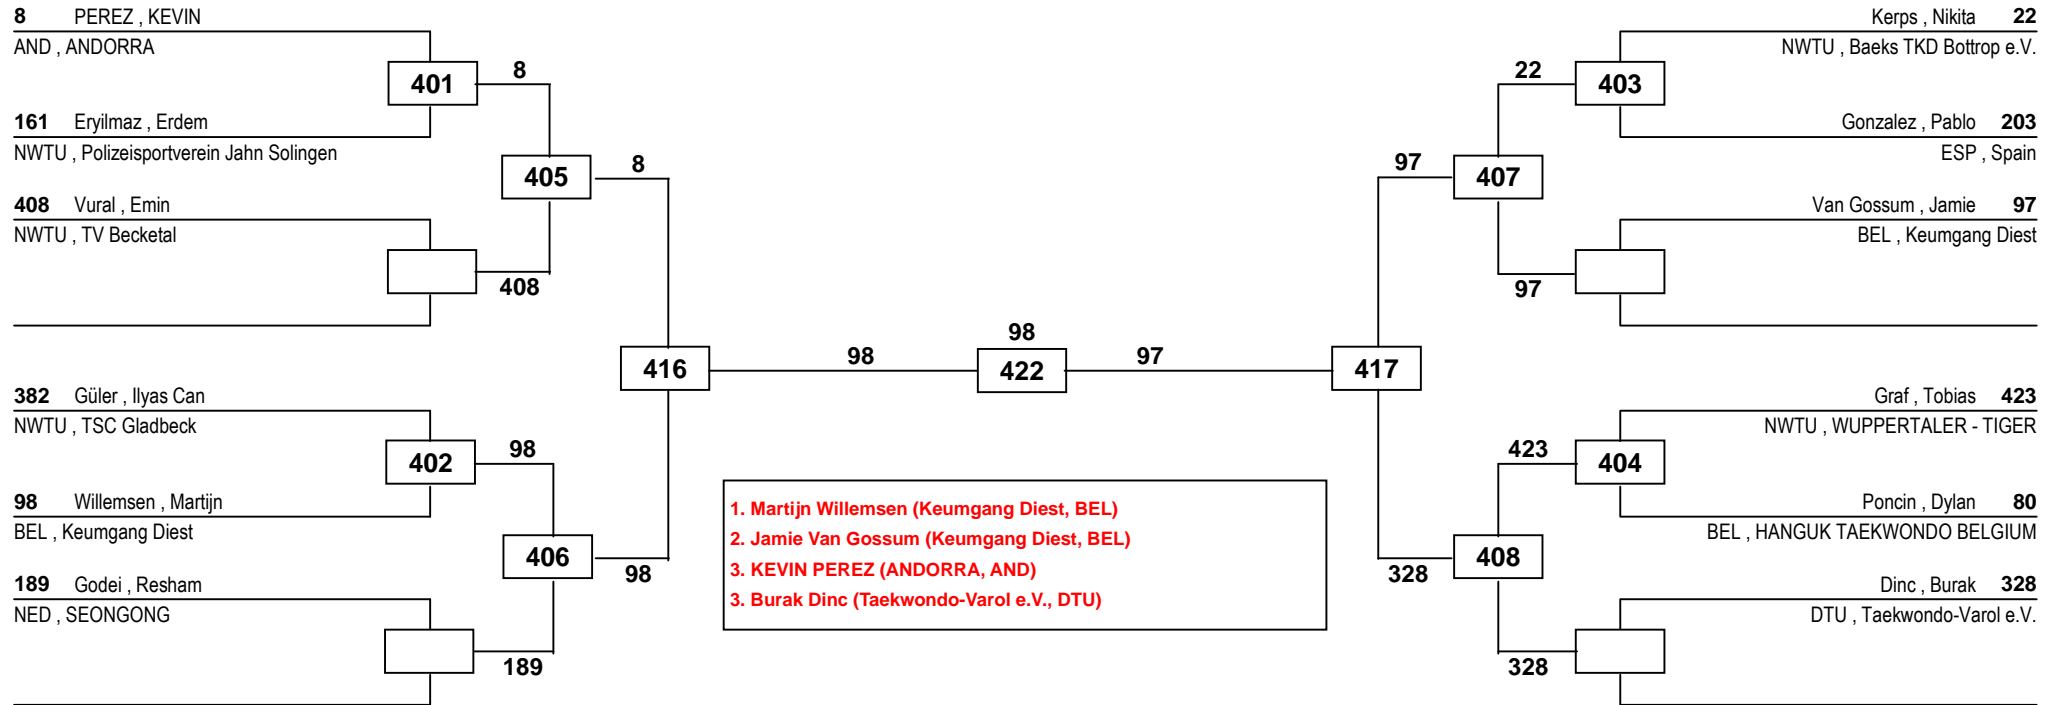 8 PEREZ , KEVIN
AND , ANDORRA
401
8
161 Eryilmaz , Erdem
NWTU , Polizeisportverein Jahn Solingen
405
8
408 Vural , Emin
NWTU , TV Becketal
408
416
98
382 Güler , Ilyas Can
NWTU , TSC Gladbeck
402
98
98 Willemsen , Martijn
BEL , Keumgang Diest
406
98
189 Godei , Resham
NED , SEONGONG
189
98
422
1. Martijn Willemsen (Keumgang Diest, BEL)
2. Jamie Van Gossum (Keumgang Diest, BEL)
3. KEVIN PEREZ (ANDORRA, AND)
3. Burak Dinc (Taekwondo-Varol e.V., DTU)
Kerps , Nikita 22
NWTU , Baeks TKD Bottrop e.V.
22
403
Gonzalez , Pablo 203
ESP , Spain
97
407
Van Gossum , Jamie 97
BEL , Keumgang Diest
97
97
417
Graf , Tobias 423
NWTU , WUPPERTALER - TIGER
423
404
Poncin , Dylan 80
BEL , HANGUK TAEKWONDO BELGIUM
328
408
Dinc , Burak 328
DTU , Taekwondo-Varol e.V.
328